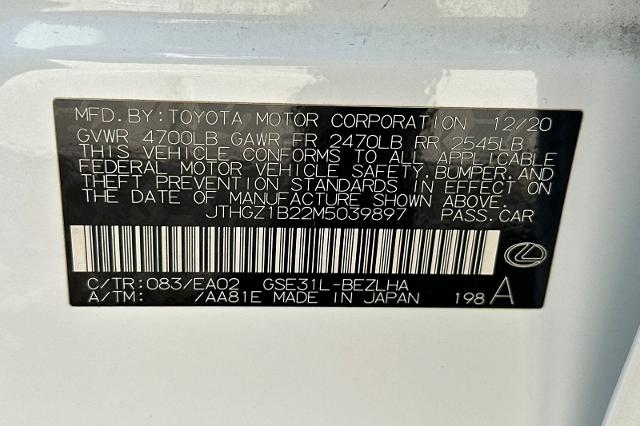 MFD.BY:TOYOTA MOTOR CORPORATION 12/20
GVWR 4700LB GAWR FR 2470LB RR 2545LB
THIS VEHICLE CONFORMS TO ALL APPLICABLE
FEDERAL MOTOR VEHICLE SAFETY,BUMPER,AND
THEFT PREVENTION STANDARDS IN EFFECT ON
THE DATE OF MANUFACTURE SHOWN ABOVE.
JTHGZ1B22M5039897 PASS.CAR
C/TR:083/EA02 GSE31L-BEZLHA
A/TM: /AA81E MADE IN JAPAN 198 A